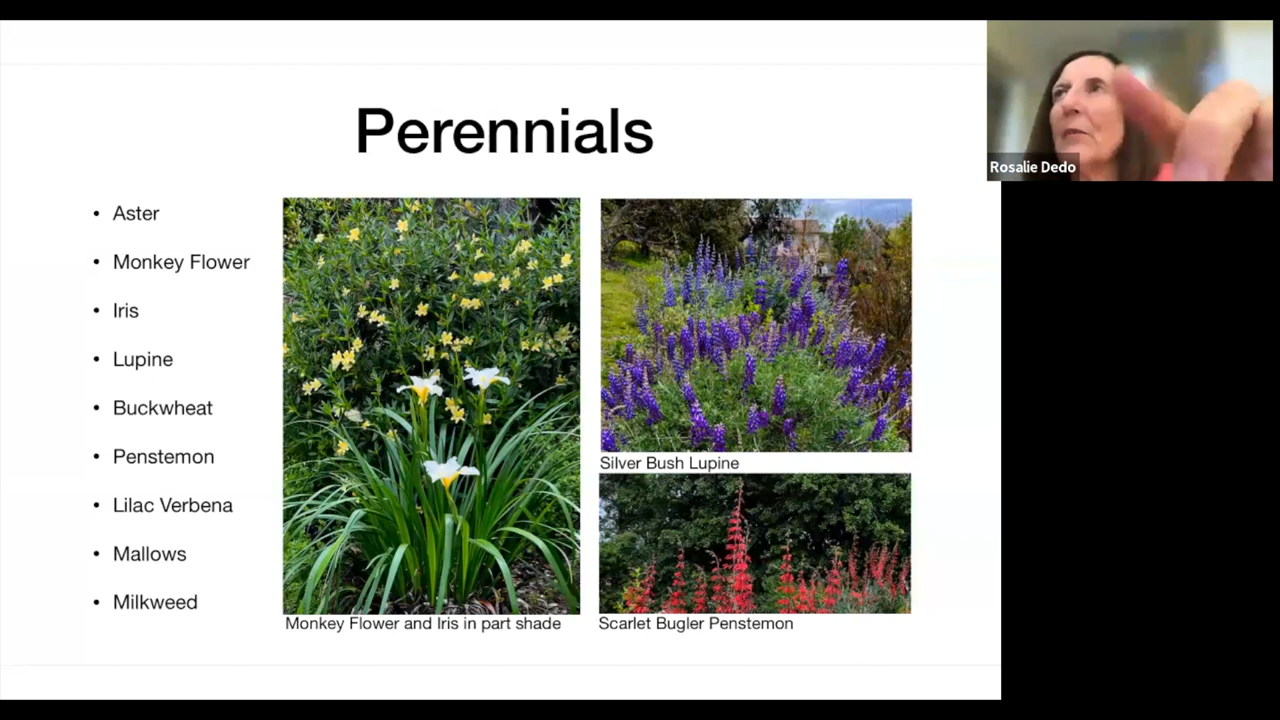 Perennials
• Aster
• Monkey Flower
• Iris
• Lupine
• Buckwheat
• Penstemon
• Lilac Verbena
• Mallows
• Milkweed
Monkey Flower and Iris in part shade
Silver Bush Lupine
Scarlet Bugler Penstemon
Rosalie Dedo